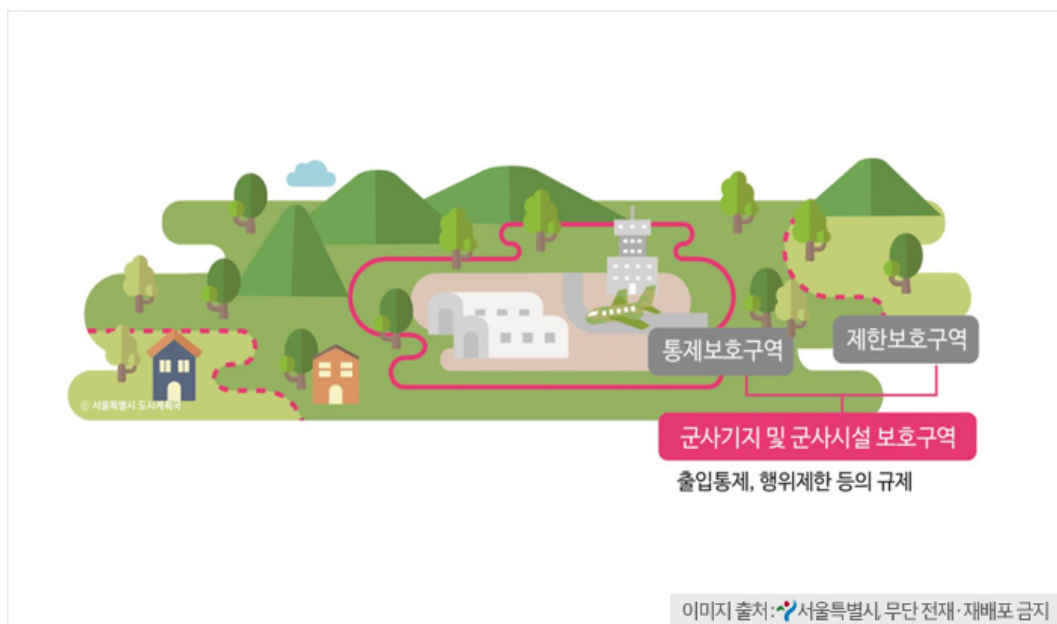 통제보호구역
제한보호구역
© 서울특별시 도시계획국
군사기지 및 군사시설 보호구역
출입통제, 행위제한 등의 규제
이미지 출처: 서울특별시, 무단 전재·재배포 금지